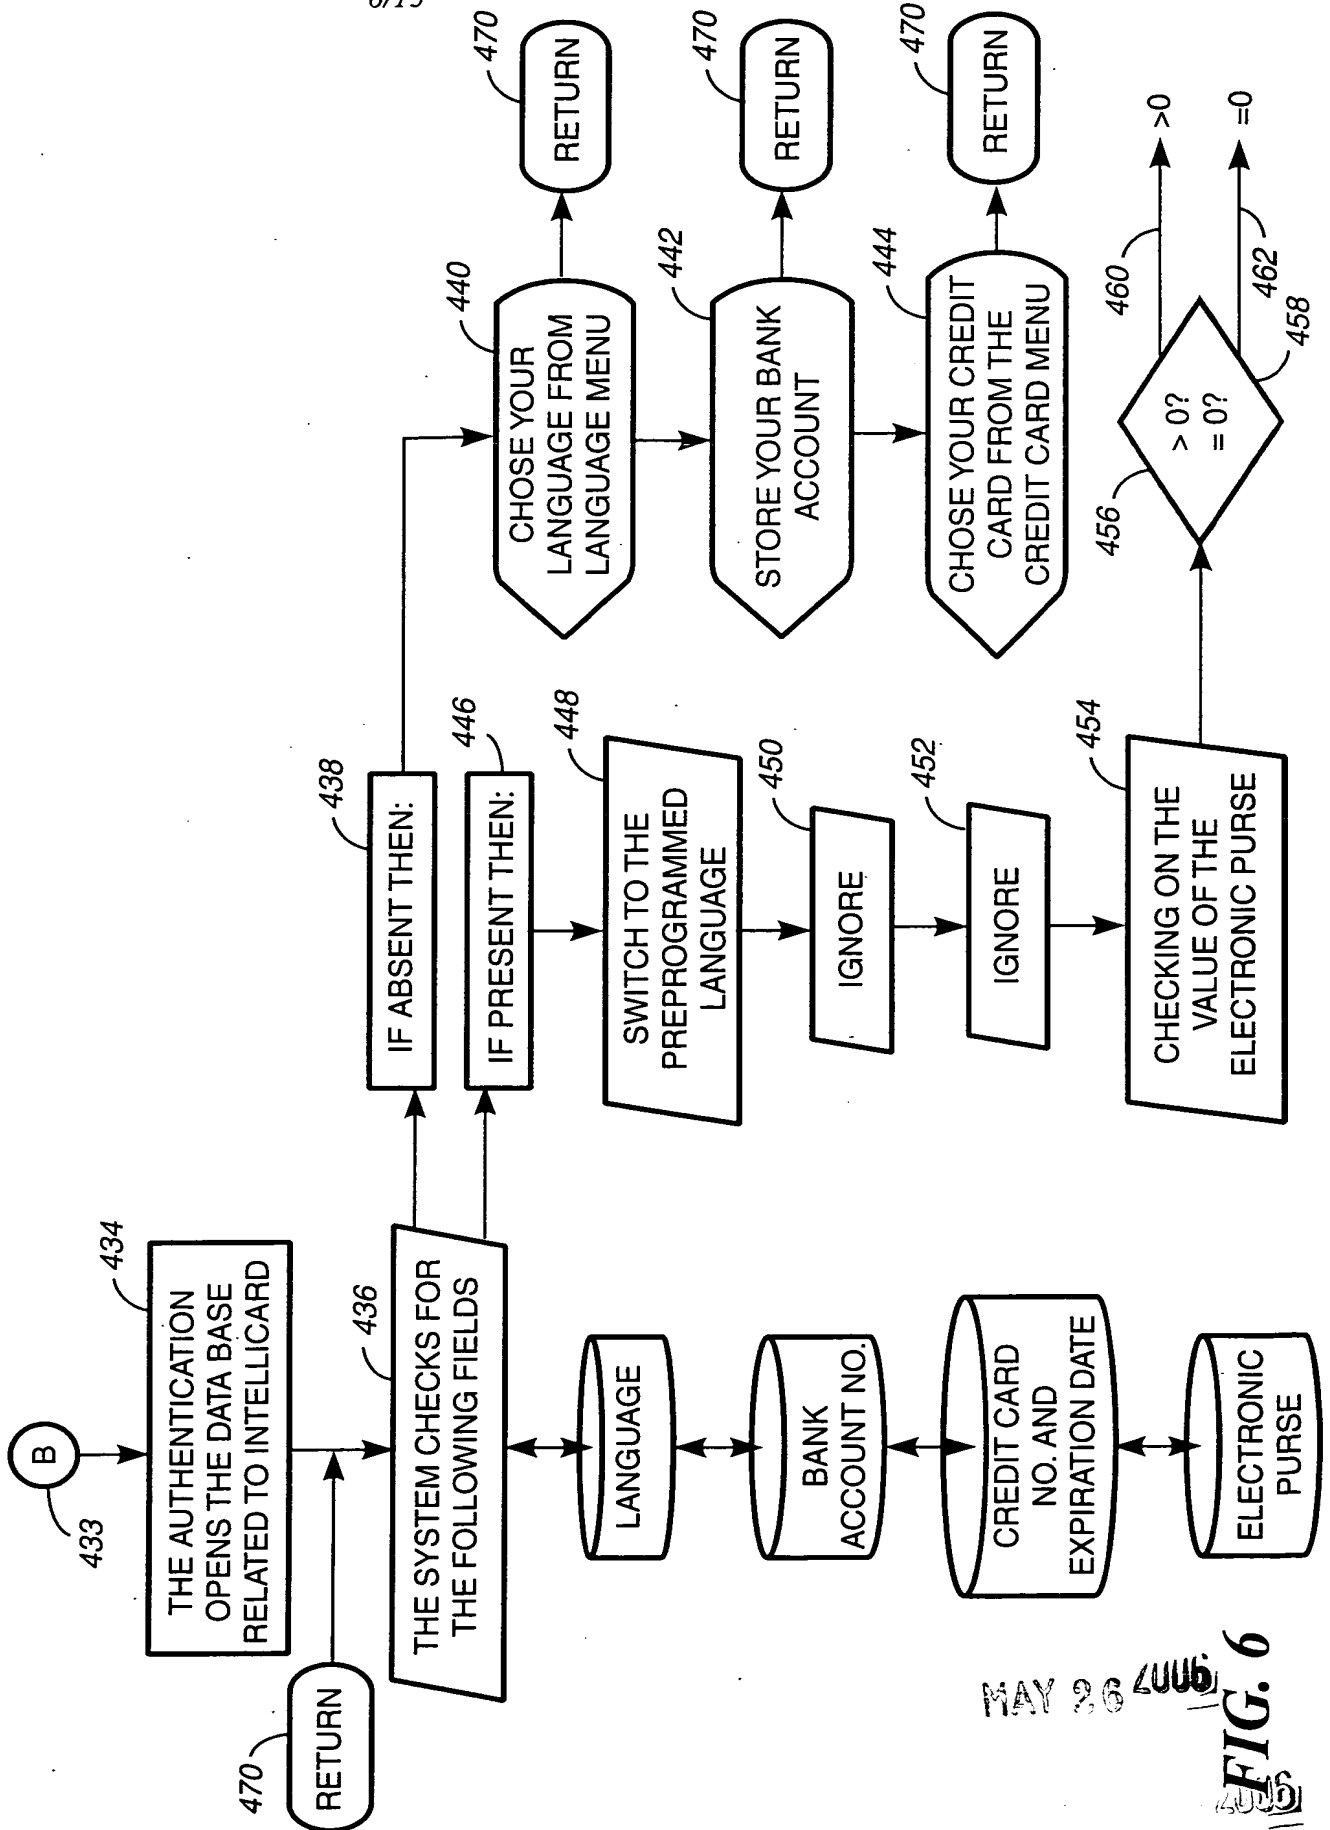 6/15
B
433
THE AUTHENTICATION
OPENS THE DATA BASE
RELATED TO INTELLICARD
434
470
RETURN
THE SYSTEM CHECKS FOR
THE FOLLOWING FIELDS
436
LANGUAGE
BANK
ACCOUNT NO.
CREDIT CARD
NO. AND
EXPIRATION DATE
ELECTRONIC
PURSE
IF ABSENT THEN:
438
IF PRESENT THEN:
446
SWITCH TO THE
PREPROGRAMMED
LANGUAGE
448
IGNORE
450
IGNORE
452
CHECKING ON THE
VALUE OF THE
ELECTRONIC PURSE
454
CHOSE YOUR
LANGUAGE FROM
LANGUAGE MENU
440
RETURN
470
STORE YOUR BANK
ACCOUNT
442
RETURN
470
CHOSE YOUR CREDIT
CARD FROM THE
CREDIT CARD MENU
444
RETURN
470
> 0?
= 0?
456
458
460
>0
462
=0
MAY 26 2006
FIG. 6
2006